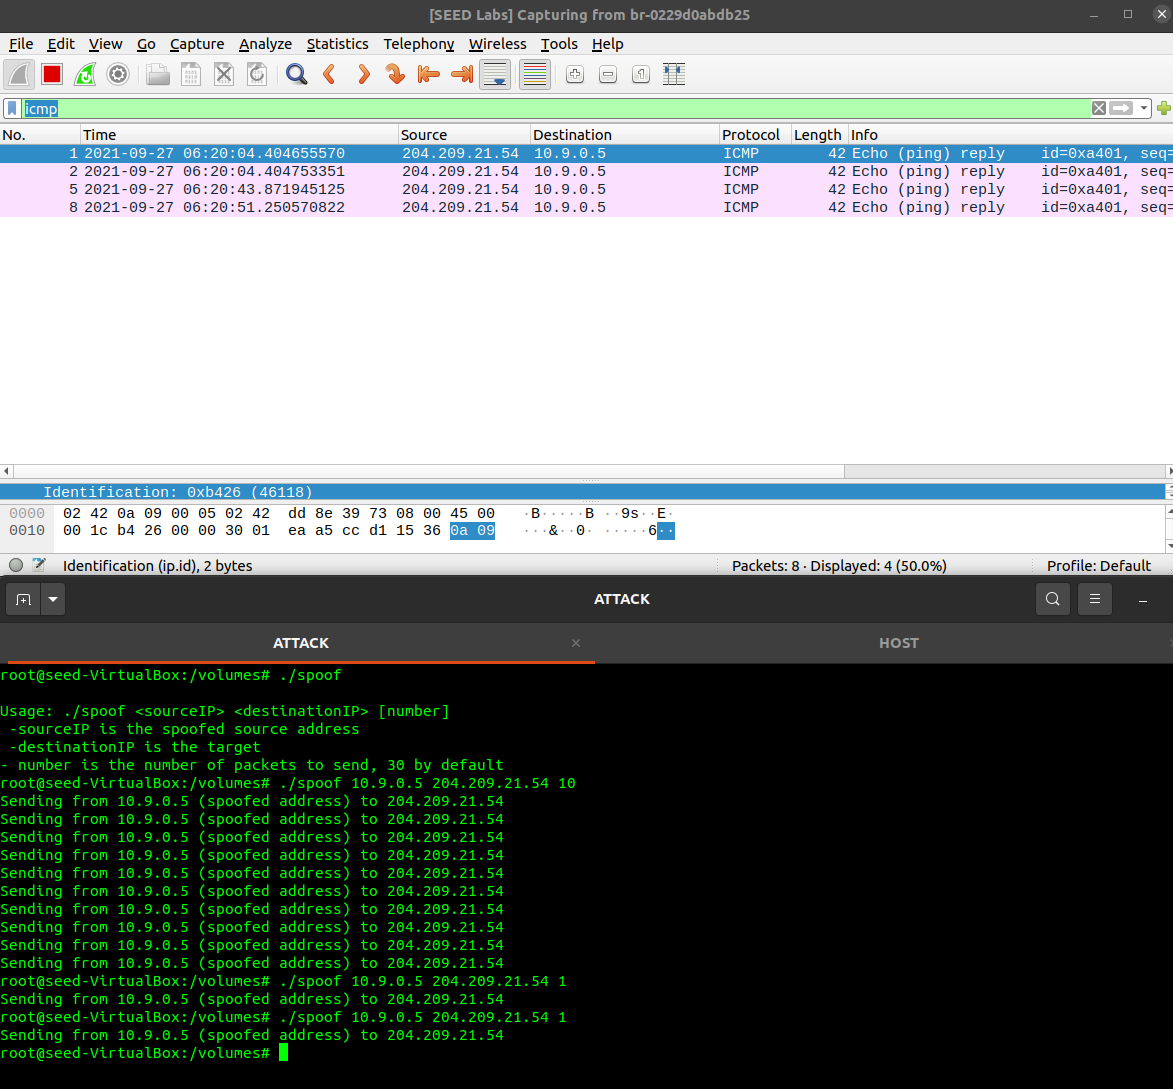 [SEED Labs] Capturing from br-0229d0abdb25
File Edit View Go Capture Analyze Statistics Telephony Wireless Tools Help
icmp
No. Time Source Destination Protocol Length Info
1 2021-09-27 06:20:04.404655570 204.209.21.54 10.9.0.5 ICMP 42 Echo (ping) reply id=0xa401, seq=
2 2021-09-27 06:20:04.404753351 204.209.21.54 10.9.0.5 ICMP 42 Echo (ping) reply id=0xa401, seq=
5 2021-09-27 06:20:43.871945125 204.209.21.54 10.9.0.5 ICMP 42 Echo (ping) reply id=0xa401, seq=
8 2021-09-27 06:20:51.250570822 204.209.21.54 10.9.0.5 ICMP 42 Echo (ping) reply id=0xa401, seq=
Identification: 0xb426 (46118)
0000 02 42 0a 09 00 05 02 42 dd 8e 39 73 08 00 45 00 ·B·····B ··9s··E·
0010 00 1c b4 26 00 00 30 01 ea a5 cc d1 15 36 0a 09 ···&··0· ·····6··
Identification (ip.id), 2 bytes Packets: 8 · Displayed: 4 (50.0%) Profile: Default
ATTACK
ATTACK HOST
root@seed-VirtualBox:/volumes# ./spoof
Usage: ./spoof <sourceIP> <destinationIP> [number]
-sourceIP is the spoofed source address
-destinationIP is the target
- number is the number of packets to send, 30 by default
root@seed-VirtualBox:/volumes# ./spoof 10.9.0.5 204.209.21.54 10
Sending from 10.9.0.5 (spoofed address) to 204.209.21.54
Sending from 10.9.0.5 (spoofed address) to 204.209.21.54
Sending from 10.9.0.5 (spoofed address) to 204.209.21.54
Sending from 10.9.0.5 (spoofed address) to 204.209.21.54
Sending from 10.9.0.5 (spoofed address) to 204.209.21.54
Sending from 10.9.0.5 (spoofed address) to 204.209.21.54
Sending from 10.9.0.5 (spoofed address) to 204.209.21.54
Sending from 10.9.0.5 (spoofed address) to 204.209.21.54
Sending from 10.9.0.5 (spoofed address) to 204.209.21.54
Sending from 10.9.0.5 (spoofed address) to 204.209.21.54
root@seed-VirtualBox:/volumes# ./spoof 10.9.0.5 204.209.21.54 1
Sending from 10.9.0.5 (spoofed address) to 204.209.21.54
root@seed-VirtualBox:/volumes# ./spoof 10.9.0.5 204.209.21.54 1
Sending from 10.9.0.5 (spoofed address) to 204.209.21.54
root@seed-VirtualBox:/volumes#